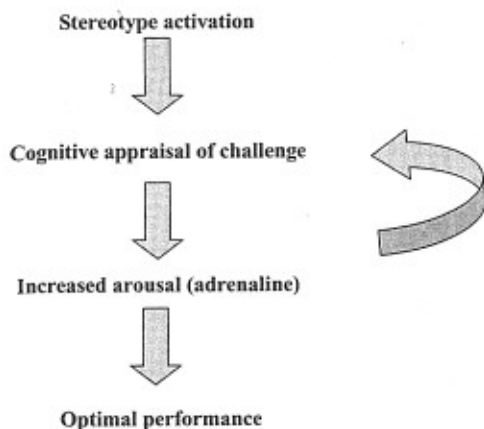 Stereotype activation
Cognitive appraisal of challenge
Increased arousal (adrenaline)
Optimal performance